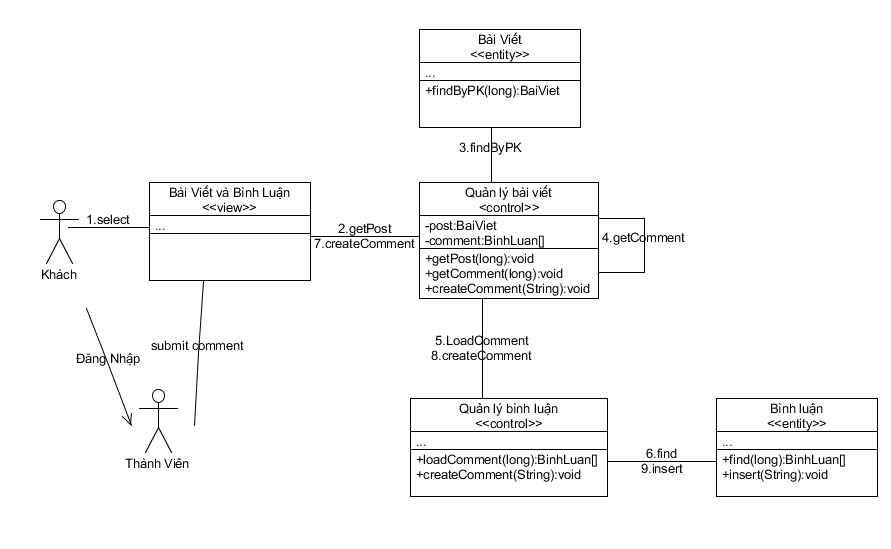 Bài Viết
<<entity>>
...
+findByPK(long):BaiViet
3.findByPK
Bài Viết và Bình Luận
<<view>>
...
Quản lý bài viết
<control>>
-post:BaiViet
-comment:BinhLuan[]
+getPost(long):void
+getComment(long):void
+createComment(String):void
1.select
2.getPost
7.createComment
4.getComment
Khách
Đăng Nhập
submit comment
5.LoadComment
8.createComment
Thành Viên
Quản lý bình luận
<<control>>
...
+loadComment(long):BinhLuan[]
+createComment(String):void
6.find
9.insert
Bình luận
<<entity>>
...
+find(long):BinhLuan[]
+insert(String):void